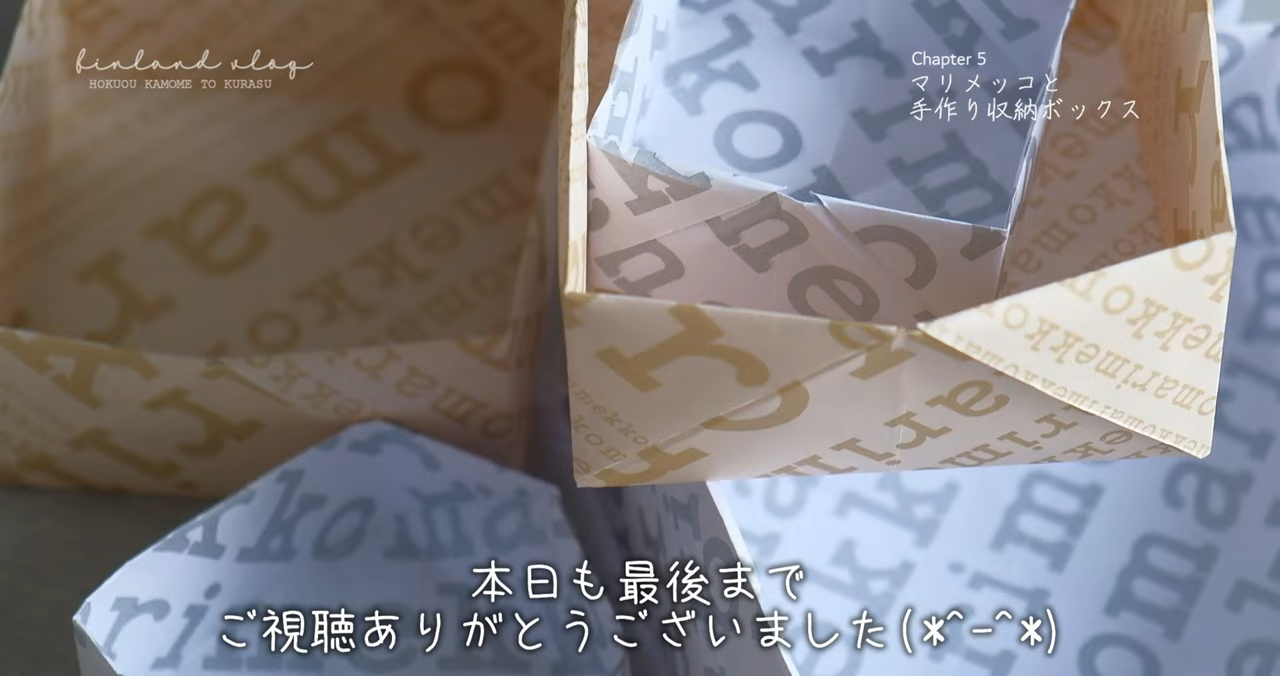 finland vlog
HOKUOU KAMOME TO KURASU
Chapter 5
マリメッコと
手作り収納ボックス
marimekko
marimekko
本日も最後まで
ご視聴ありがとうございました(*^-^*)